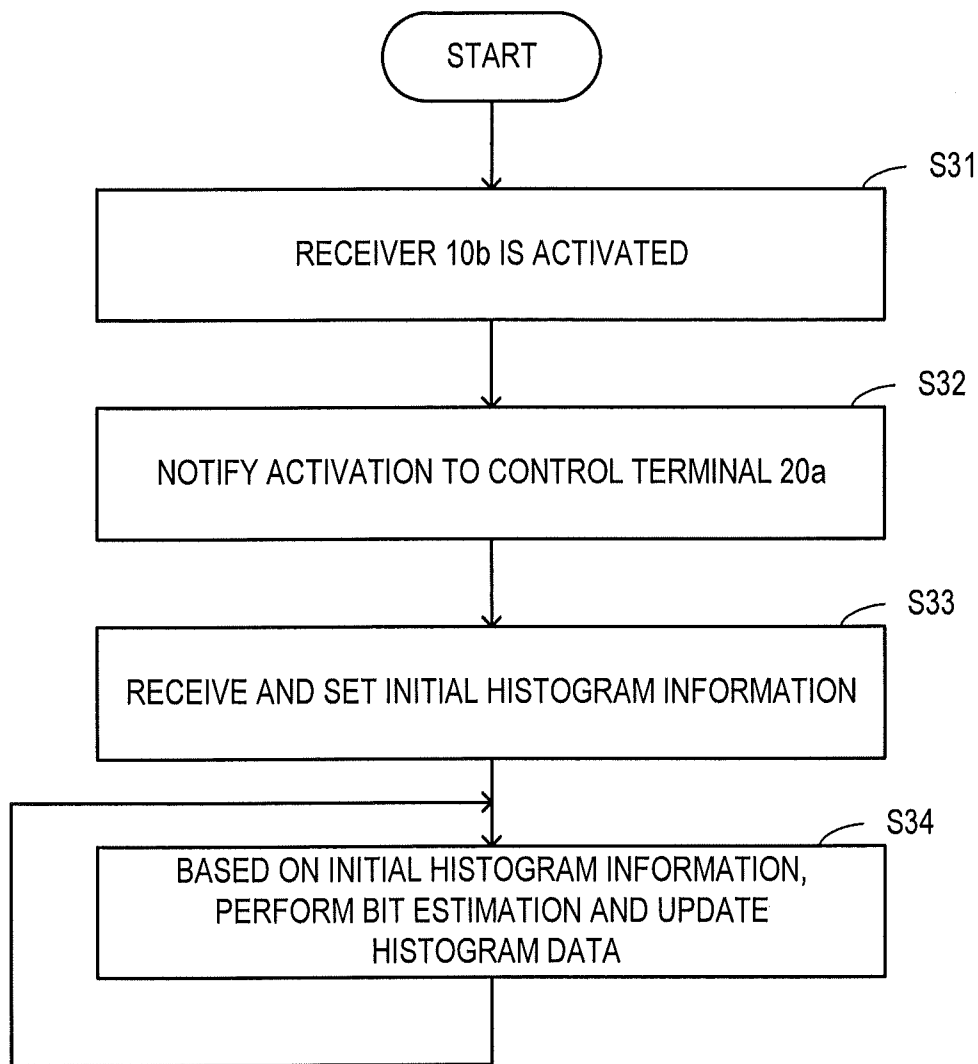 START
S31
RECEIVER 10b IS ACTIVATED
S32
NOTIFY ACTIVATION TO CONTROL TERMINAL 20a
S33
RECEIVE AND SET INITIAL HISTOGRAM INFORMATION
S34
BASED ON INITIAL HISTOGRAM INFORMATION,
PERFORM BIT ESTIMATION AND UPDATE
HISTOGRAM DATA